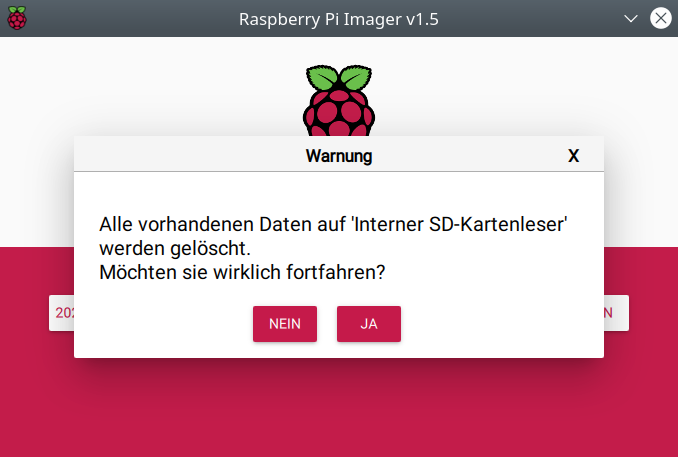 Raspberry Pi Imager v1.5
Warnung X
Alle vorhandenen Daten auf 'Interner SD-Kartenleser'
werden gelöscht.
Möchten sie wirklich fortfahren?
NEIN JA